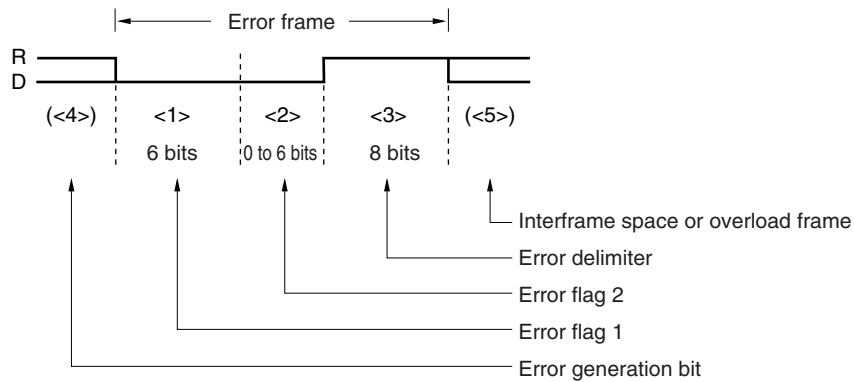 Error frame
R
D
(<4>) <1> <2> <3> (<5>)
6 bits 0 to 6 bits 8 bits
Interframe space or overload frame
Error delimiter
Error flag 2
Error flag 1
Error generation bit